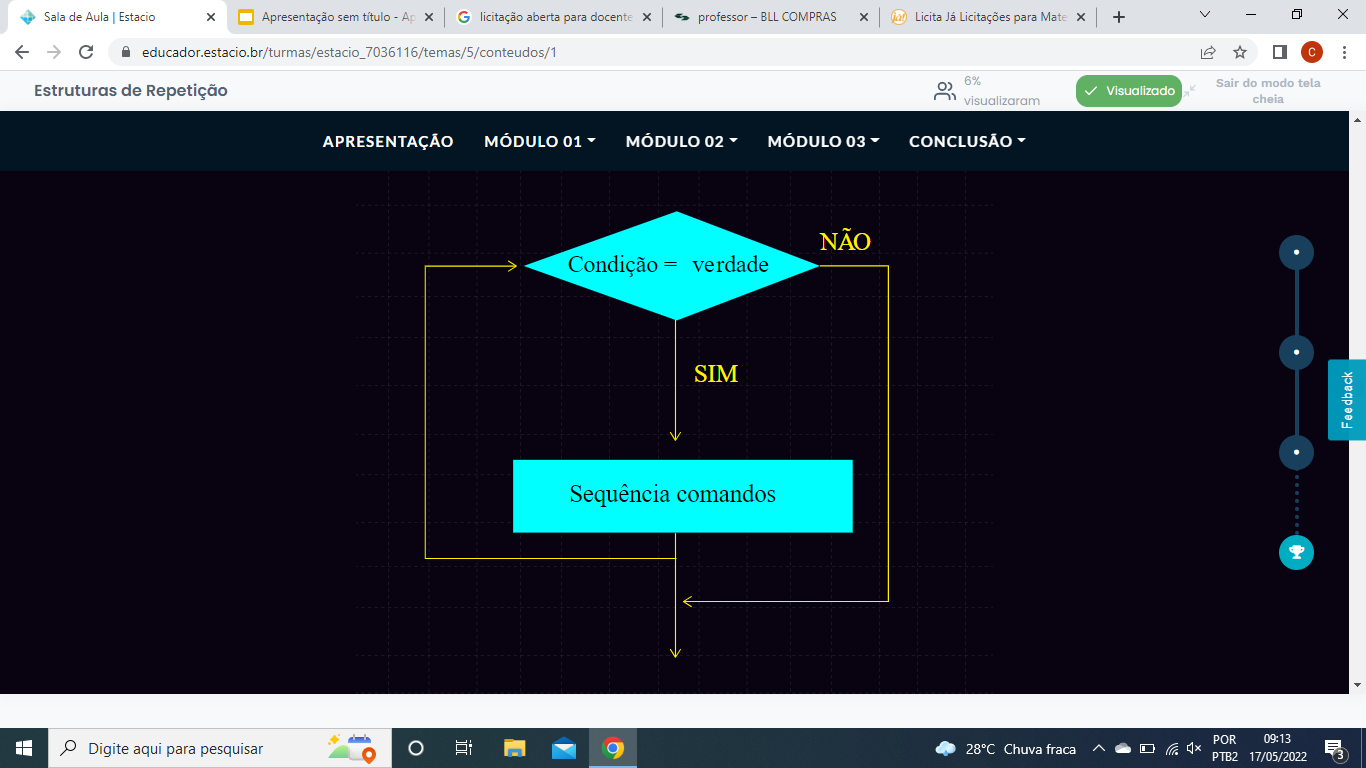 Sala de Aula | Estacio
Apresentação sem título - Ap
licitação aberta para docente
professor – BLL COMPRAS
Licita Já Licitações para Mate
educador.estacio.br/turmas/estacio_7036116/temas/5/conteudos/1
C
Estruturas de Repetição
6%
visualizaram
Visualizado
Sair do modo tela
cheia
APRESENTAÇÃO MÓDULO 01 MÓDULO 02 MÓDULO 03 CONCLUSÃO
NÃO
Condição = verdade
SIM
Feedback
Sequência comandos
Digite aqui para pesquisar
28°C Chuva fraca
POR
PTB2
09:13
17/05/2022
3